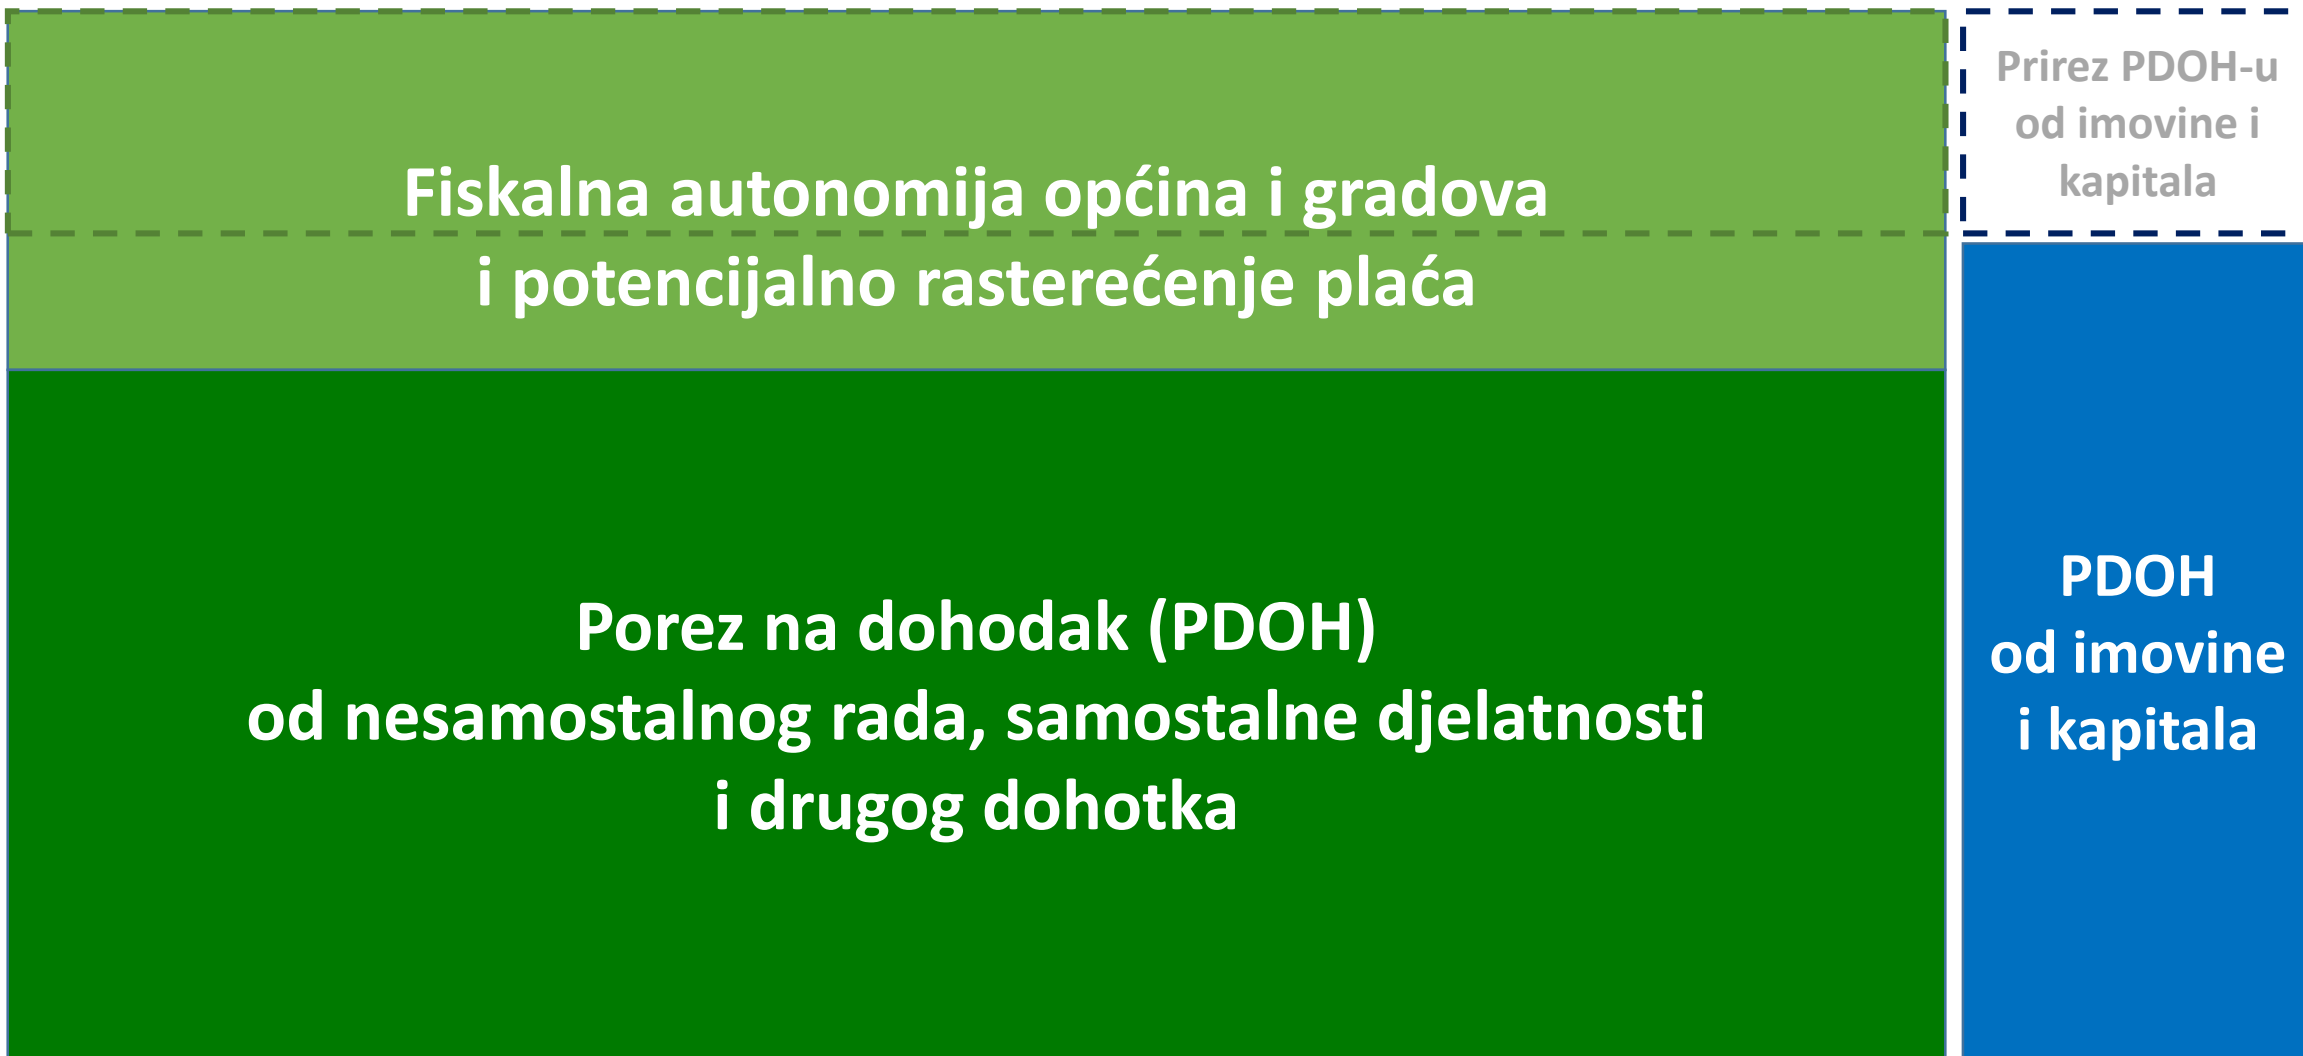 Fiskalna autonomija općina i gradova
i potencijalno rasterećenje plaća
Prirez PDOH-u
od imovine i
kapitala
Porez na dohodak (PDOH)
od nesamostalnog rada, samostalne djelatnosti
i drugog dohotka
PDOH
od imovine
i kapitala